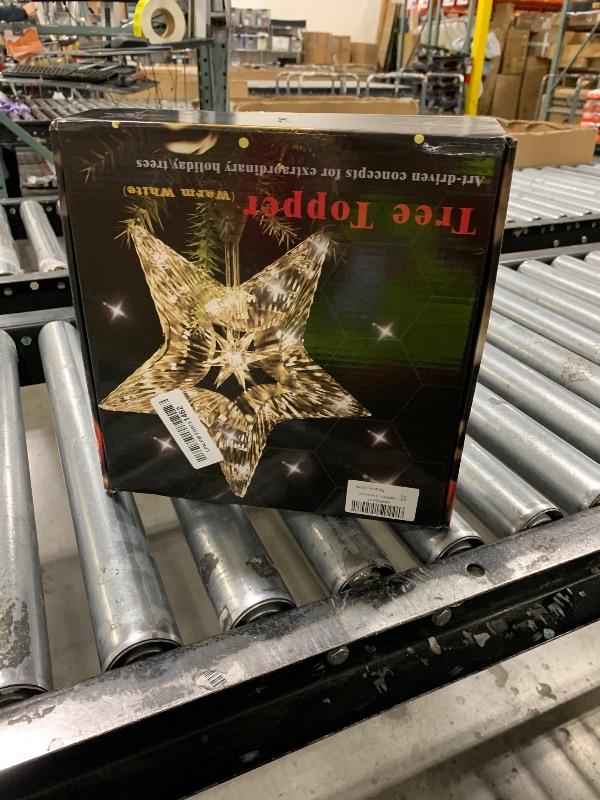 Tree Topper
(Warm White)
Art-driven concepts for extraordinary holiday trees